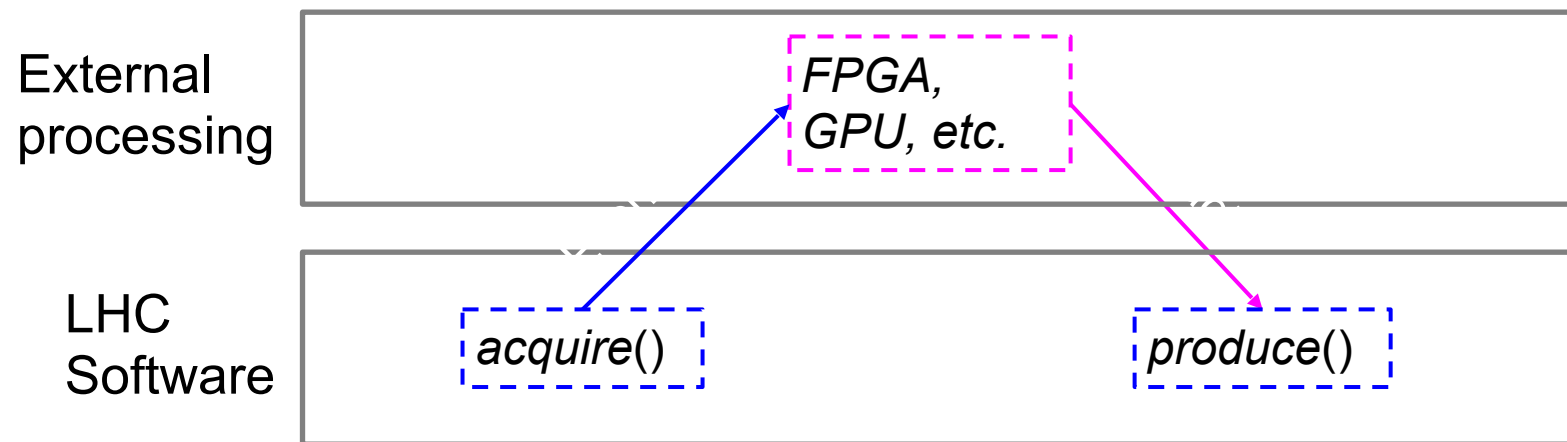 External
processing
FPGA,
GPU, etc.
LHC
Software
acquire()
produce()